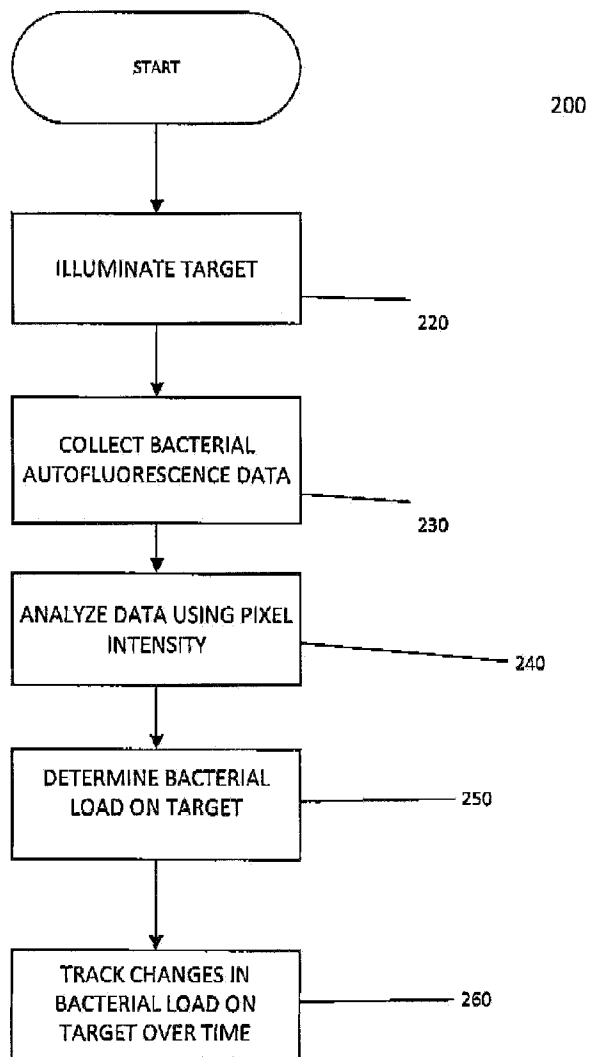 START
200
ILLUMINATE TARGET
220
COLLECT BACTERIAL
AUTOFLUORESCENCE DATA
230
ANALYZE DATA USING PIXEL
INTENSITY
240
DETERMINE BACTERIAL
LOAD ON TARGET
250
TRACK CHANGES IN
BACTERIAL LOAD ON
TARGET OVER TIME
260